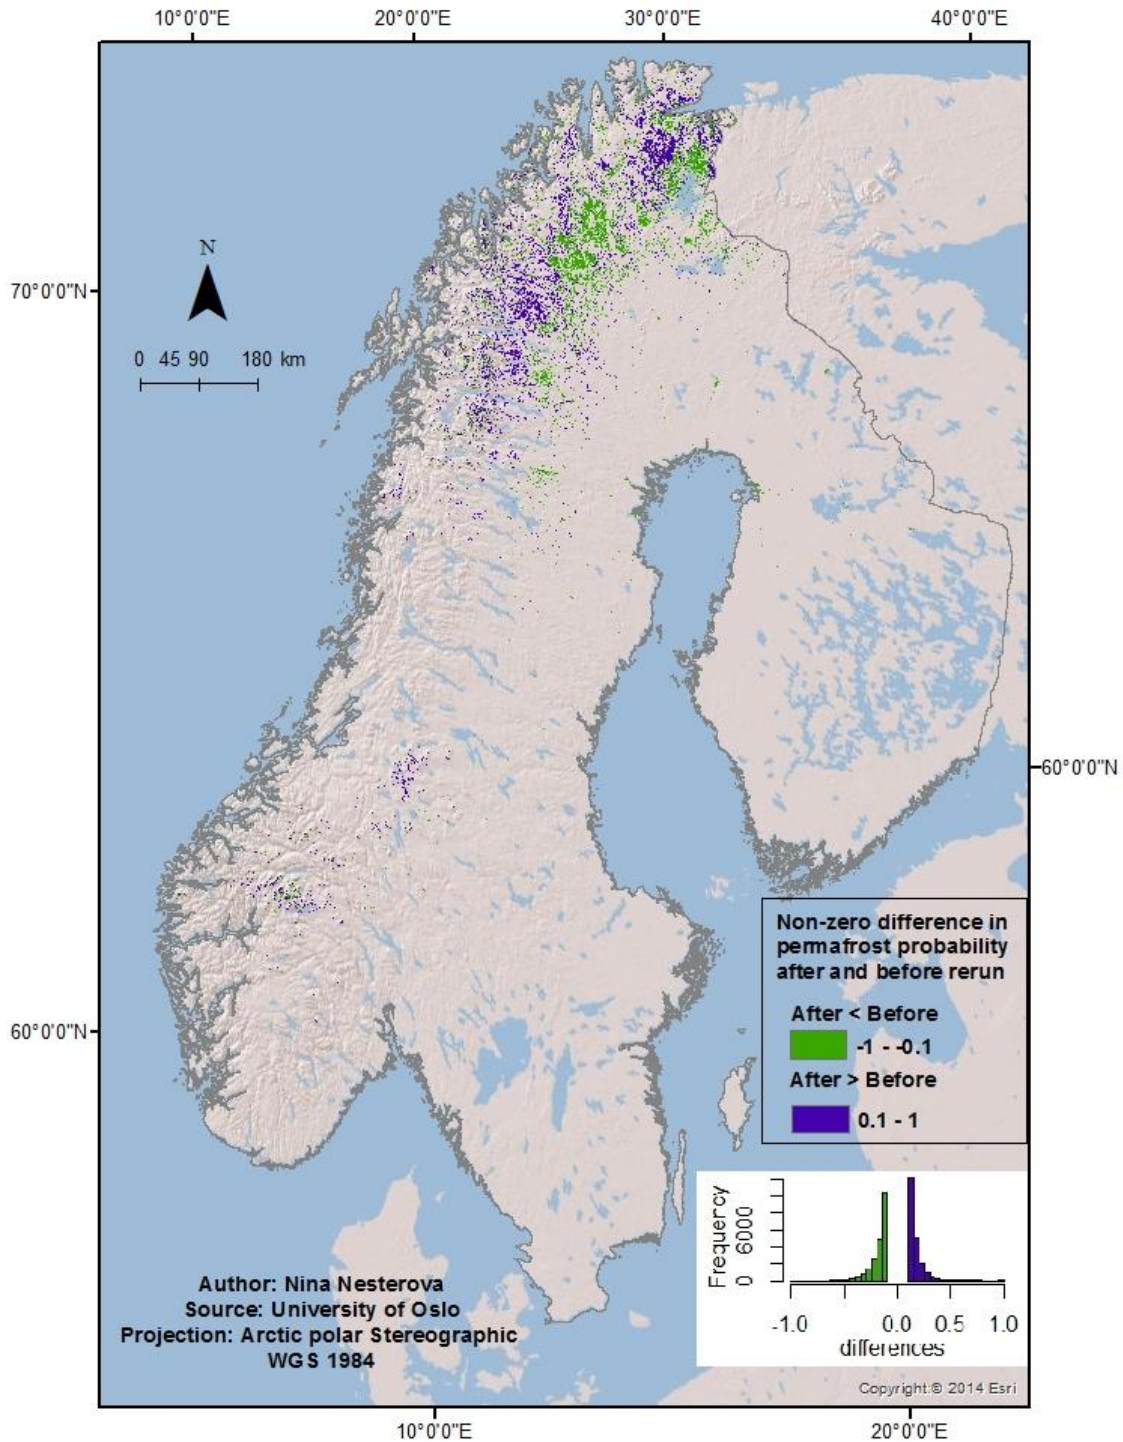 10°0'0"E 20°0'0"E 30°0'0"E 40°0'0"E
N
70°0'0"N
0 45 90 180 km
60°0'0"N
Non-zero difference in
permafrost probability
after and before rerun
After < Before
-1 - -0.1
After > Before
0.1 - 1
60°0'0"N
Frequency
0 6000
-1.0 0.0 0.5 1.0
differences
Author: Nina Nesterova
Source: University of Oslo
Projection: Arctic polar Stereographic
WGS 1984
Copyright:© 2014 Esri
10°0'0"E 20°0'0"E